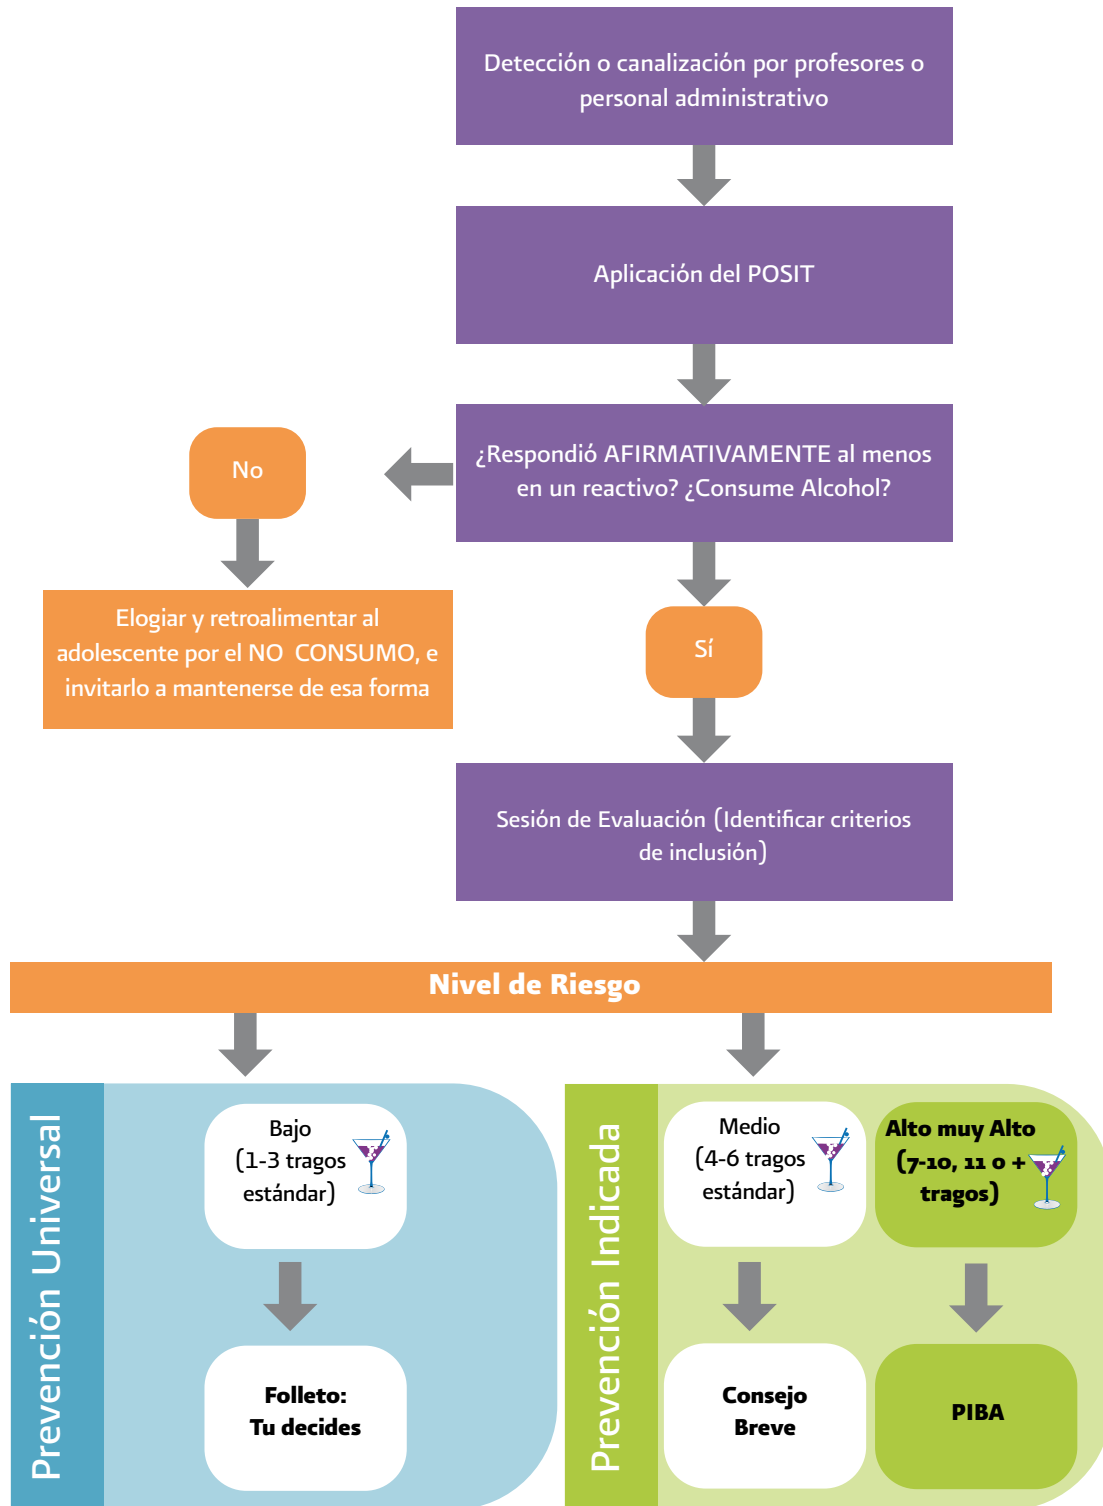 Detección o canalización por profesores o
personal administrativo
Aplicación del POSIT
¿Respondió AFIRMATIVAMENTE al menos
en un reactivo? ¿Consume Alcohol?
No
Elogiar y retroalimentar al
adolescente por el NO CONSUMO, e
invitarlo a mantenerse de esa forma
Sí
Sesión de Evaluación (Identificar criterios
de inclusión)
Nivel de Riesgo
Prevención Universal
Bajo
(1-3 tragos
estándar)
Folleto:
Tu decides
Prevención Indicada
Medio
(4-6 tragos
estándar)
Consejo
Breve
Alto muy Alto
(7-10, 11 o +
tragos)
PIBA